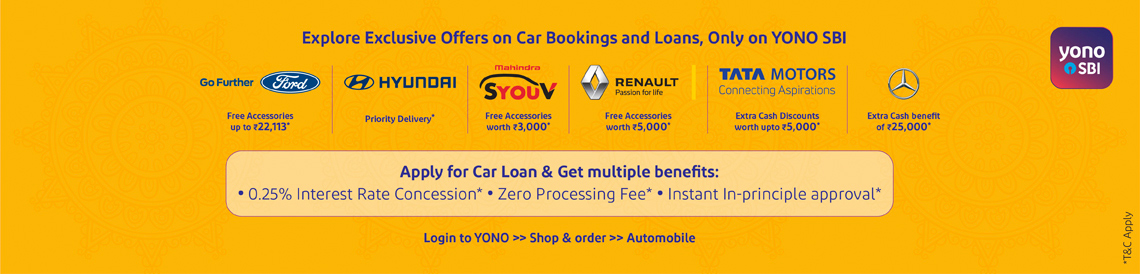 Explore Exclusive Offers on Car Bookings and Loans, Only on YONO SBI
yono
SBI
Go Further Ford
HYUNDAI
Mahindra
SYOUV
RENAULT
Passion for life
TATA MOTORS
Connecting Aspirations
Free Accessories
up to ₹22,113*
Priority Delivery*
Free Accessories
worth ₹3,000*
Free Accessories
worth ₹5,000*
Extra Cash Discounts
worth upto ₹5,000*
Extra Cash benefit
of ₹25,000*
Apply for Car Loan & Get multiple benefits:
• 0.25% Interest Rate Concession* • Zero Processing Fee* • Instant In-principle approval*
Login to YONO >> Shop & order >> Automobile
*T&C Apply